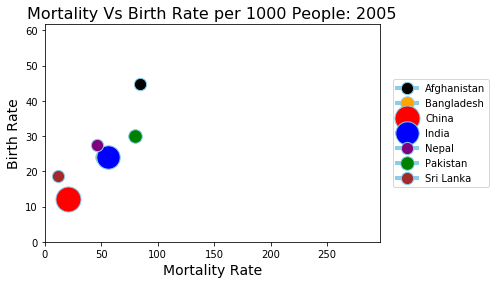 Mortality Vs Birth Rate per 1000 People: 2005
60
50
40
30
20
10
0
Birth Rate
0 50 100 150 200 250
Mortality Rate
Afghanistan
Bangladesh
China
India
Nepal
Pakistan
Sri Lanka